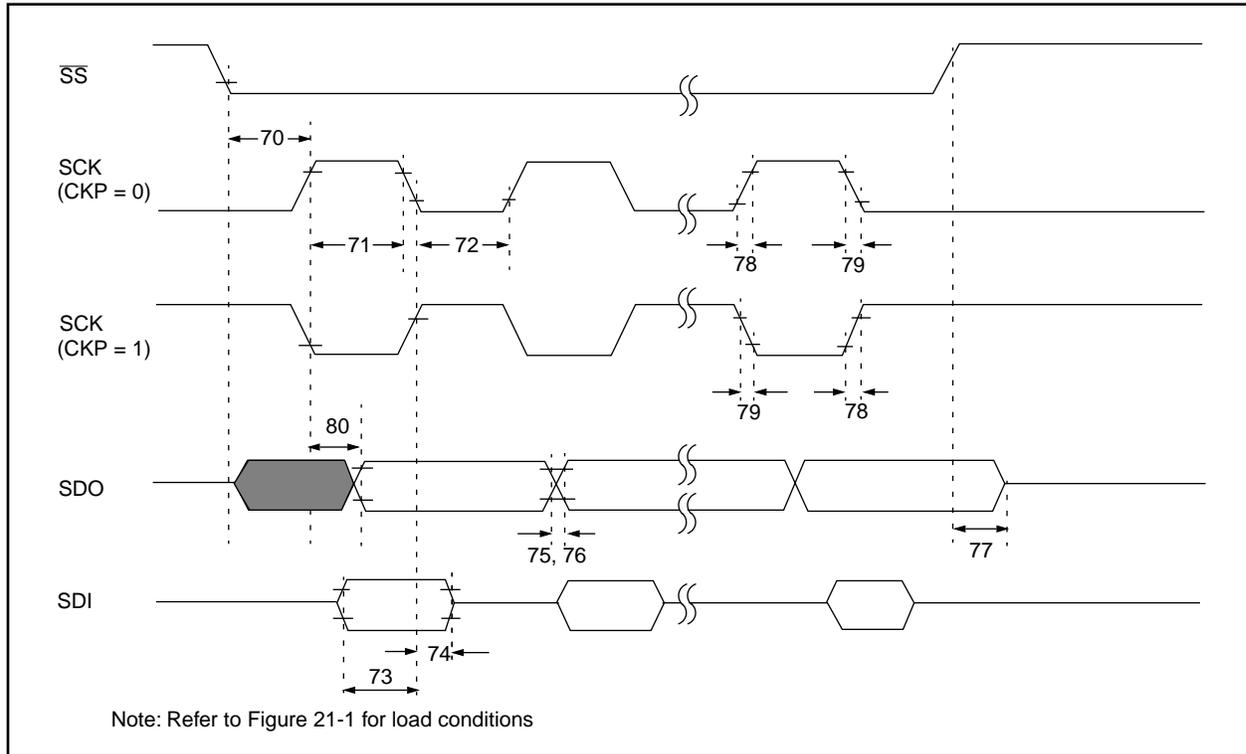 SS
70
SCK
(CKP = 0)
71
72
78
79
SCK
(CKP = 1)
79
78
80
SDO
75, 76
77
SDI
74
73
Note: Refer to Figure 21-1 for load conditions